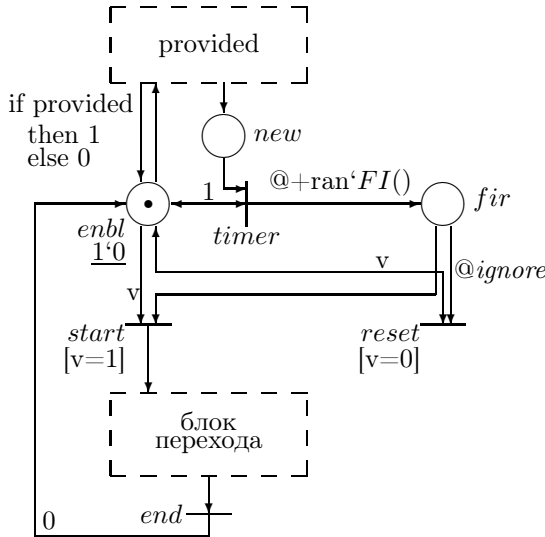 provided
if provided
then 1
else 0
new
1
@+ran‘FI()
fir
enbl
1‘0
timer
v
@ignore
v
start
[v=1]
reset
[v=0]
блок
перехода
end
0